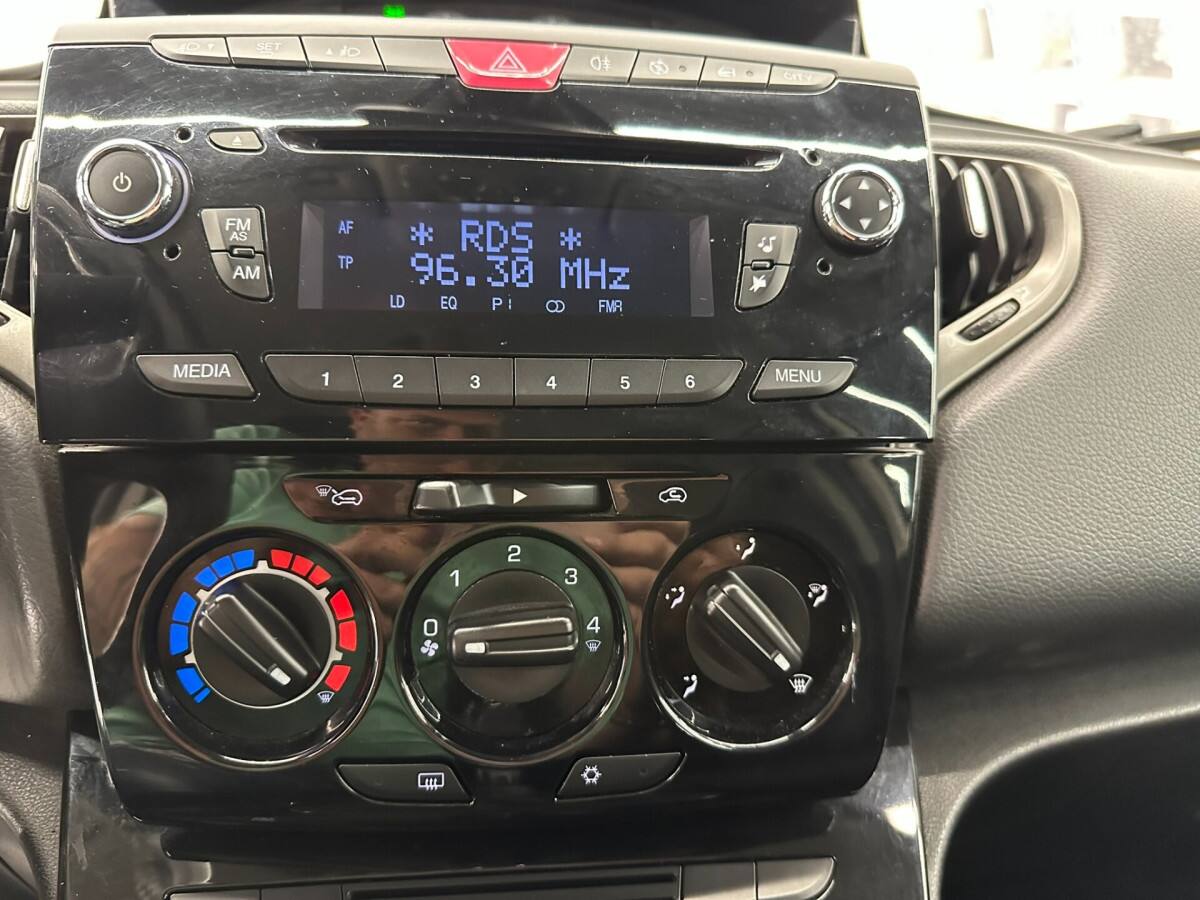 SET
CITY
FM
AS
AM
AF
* RDS *
TP
96.30 MHz
LD EQ PI FMA
MEDIA
1 2 3 4 5 6
MENU
0 1 2 3 4